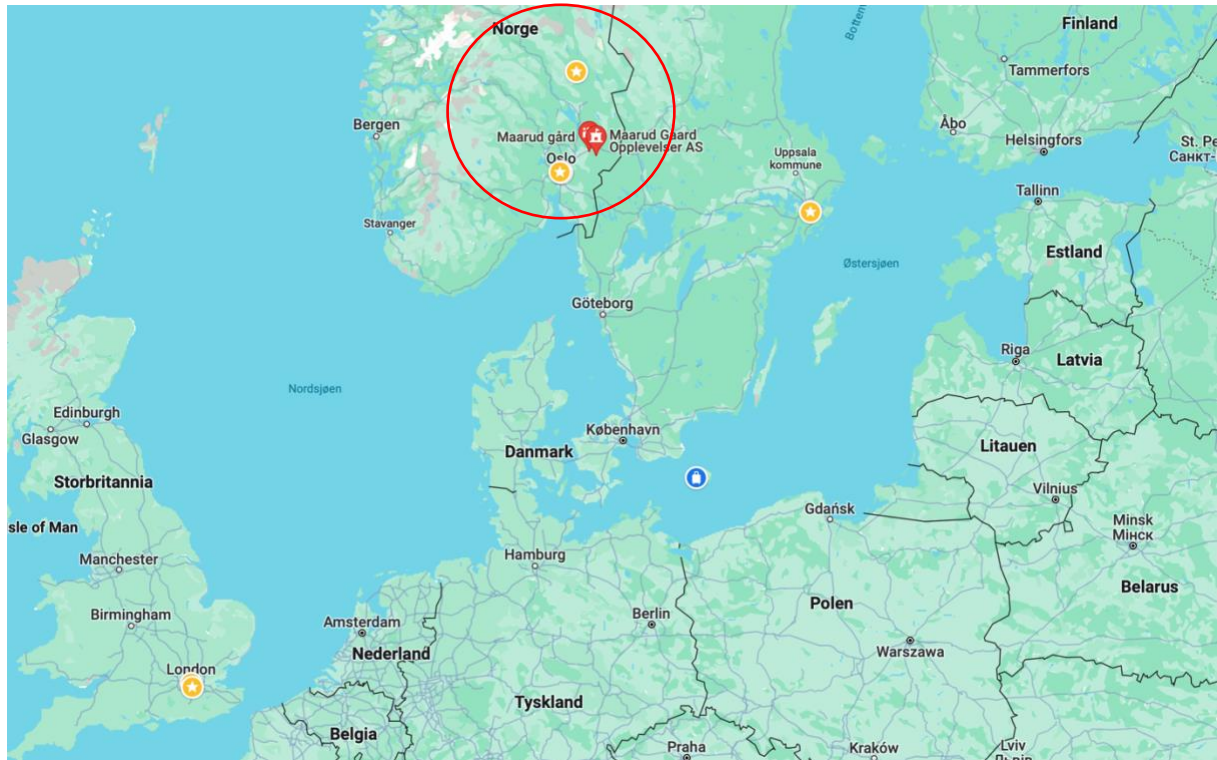 Norge
Finland
Botten
Tammerfors
Bergen
Åbo
Maarud gård
Maarud Gaard
Opplevelser AS
Helsingfors
St. Pe
Санкт-
Oslo
Uppsala
kommune
Tallinn
Stavanger
Estland
Østersjøen
Göteborg
Riga
Latvia
Nordsjøen
Edinburgh
Glasgow
København
Danmark
Litauen
Storbritannia
Vilnius
Gdańsk
sle of Man
Minsk
Мінск
Hamburg
Manchester
Belarus
Polen
Birmingham
Berlin
Amsterdam
Nederland
Warszawa
London
Tyskland
Belgia
Praha
Kraków
Lviv